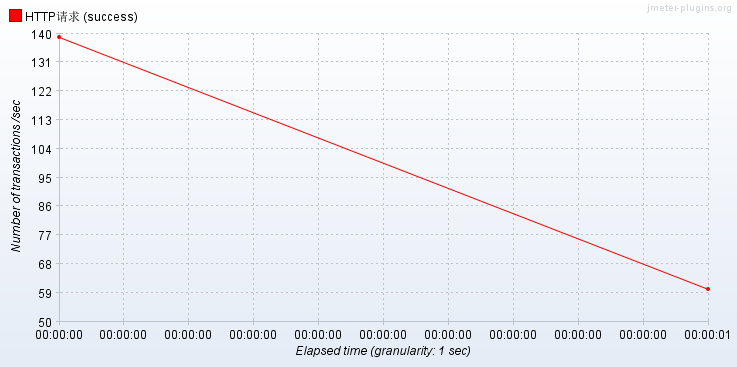 jmeter-plugins.org
HTTP请求 (success)
140
131
122
113
104
95
86
77
68
59
50
Number of transactions /sec
00:00:00 00:00:00 00:00:00 00:00:00 00:00:00 00:00:00 00:00:00 00:00:00 00:00:00 00:00:00 00:00:01
Elapsed time (granularity: 1 sec)